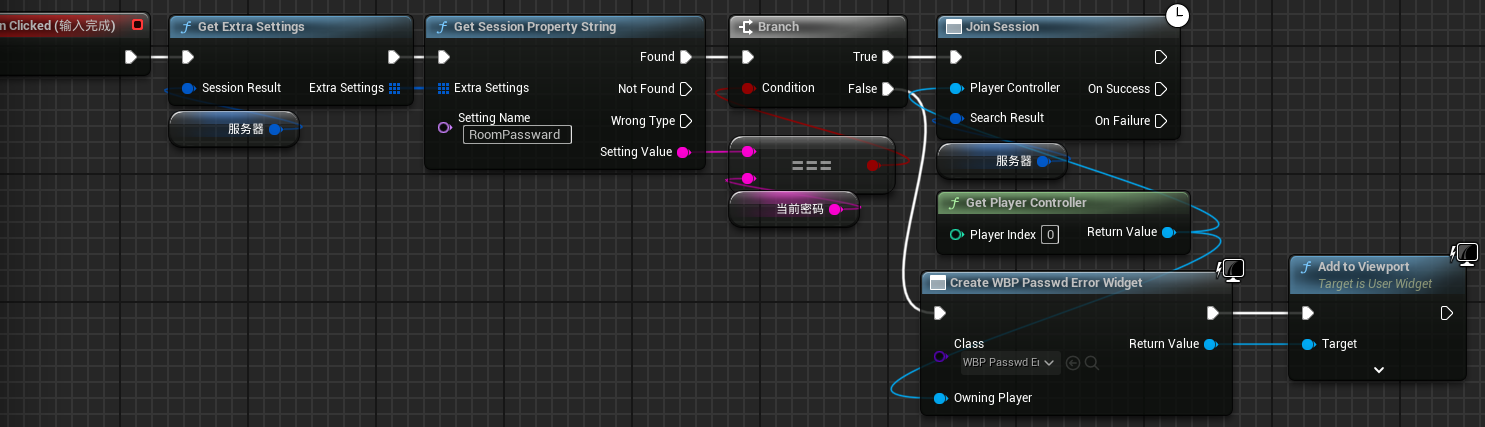 n Clicked (输入完成)
Get Extra Settings
Session Result
Extra Settings
服务器
Get Session Property String
Found
Extra Settings
Not Found
Setting Name
RoomPassward
Wrong Type
Setting Value
Branch
True
Condition
False
===
当前密码
Join Session
Player Controller
On Success
Search Result
On Failure
服务器
Get Player Controller
Player Index
0
Return Value
Create WBP Passwd Error Widget
Class
Return Value
WBP Passwd Er
Owning Player
Add to Viewport
Target is User Widget
Target